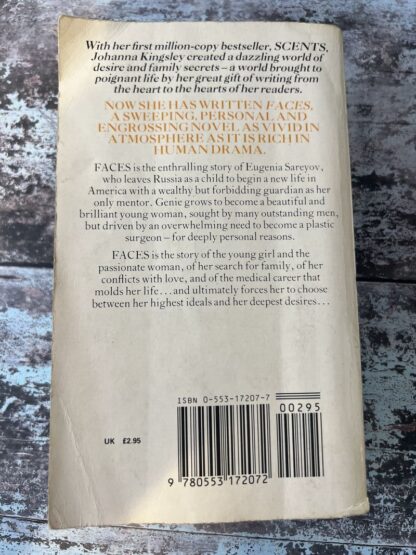 With her first million-copy bestseller, SCENTS,
Johanna Kingsley created a dazzling world of
desire and family secrets – a world brought to
poignant life by her great gift of writing from
the heart to the hearts of her readers.
NOW SHE HAS WRITTEN FACES,
A SWEEPING, PERSONAL AND
ENGROSSING NOVEL AS VIVID IN
ATMOSPHERE AS IT IS RICH IN
HUMAN DRAMA.
FACES is the enthralling story of Eugenia Sareyov,
who leaves Russia as a child to begin a new life in
America with a wealthy but forbidding guardian as her
only mentor. Genie grows to become a beautiful and
brilliant young woman, sought by many outstanding men,
but driven by an overwhelming need to become a plastic
surgeon – for deeply personal reasons.
FACES is the story of the young girl and the
passionate woman, of her search for family, of her
conflicts with love, and of the medical career that
molds her life...and ultimately forces her to choose
between her highest ideals and her deepest desires...
ISBN 0-553-17207-7
00295
UK £2.95
9 780553 172072